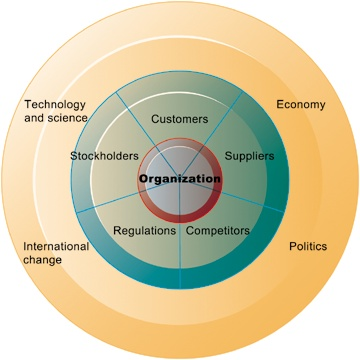 Technology
and science
Economy
Customers
Stockholders
Suppliers
Organization
Regulations
Competitors
International
change
Politics